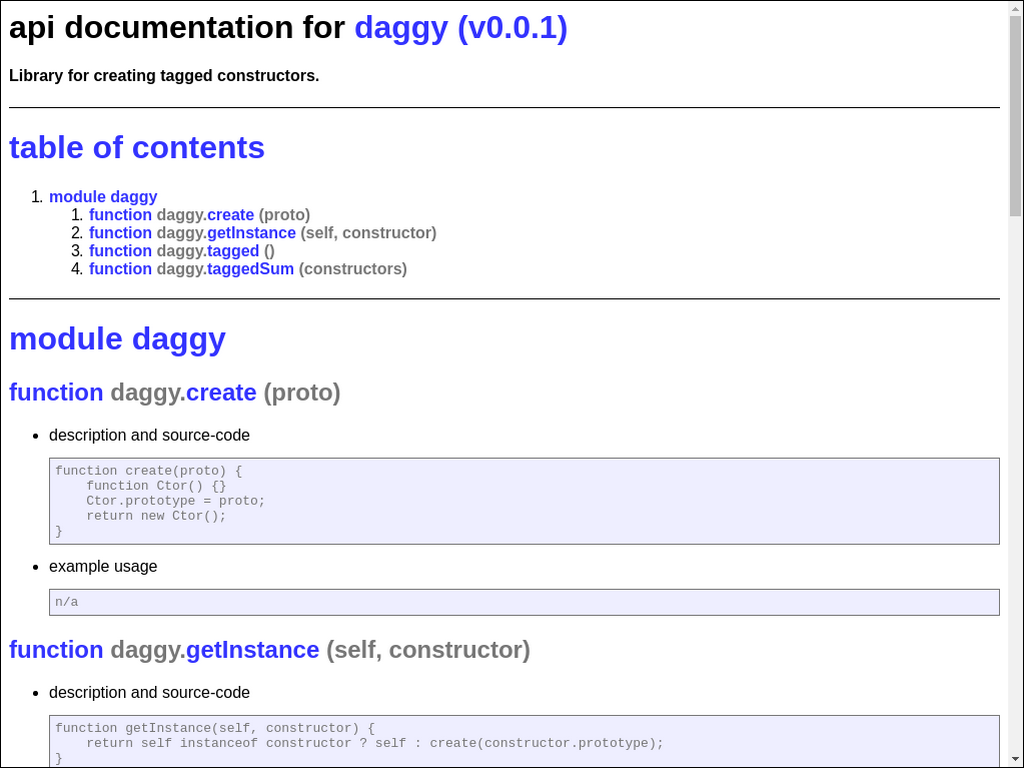 api documentation for daggy (v0.0.1)
Library for creating tagged constructors.
table of contents
1. module daggy
1. function daggy.create (proto)
2. function daggy.getInstance (self, constructor)
3. function daggy.tagged ()
4. function daggy.taggedSum (constructors)
module daggy
function daggy.create (proto)
• description and source-code
function create(proto) {
    function Ctor() {}
    Ctor.prototype = proto;
    return new Ctor();
}
• example usage
n/a
function daggy.getInstance (self, constructor)
• description and source-code
function getInstance(self, constructor) {
    return self instanceof constructor ? self : create(constructor.prototype);
}